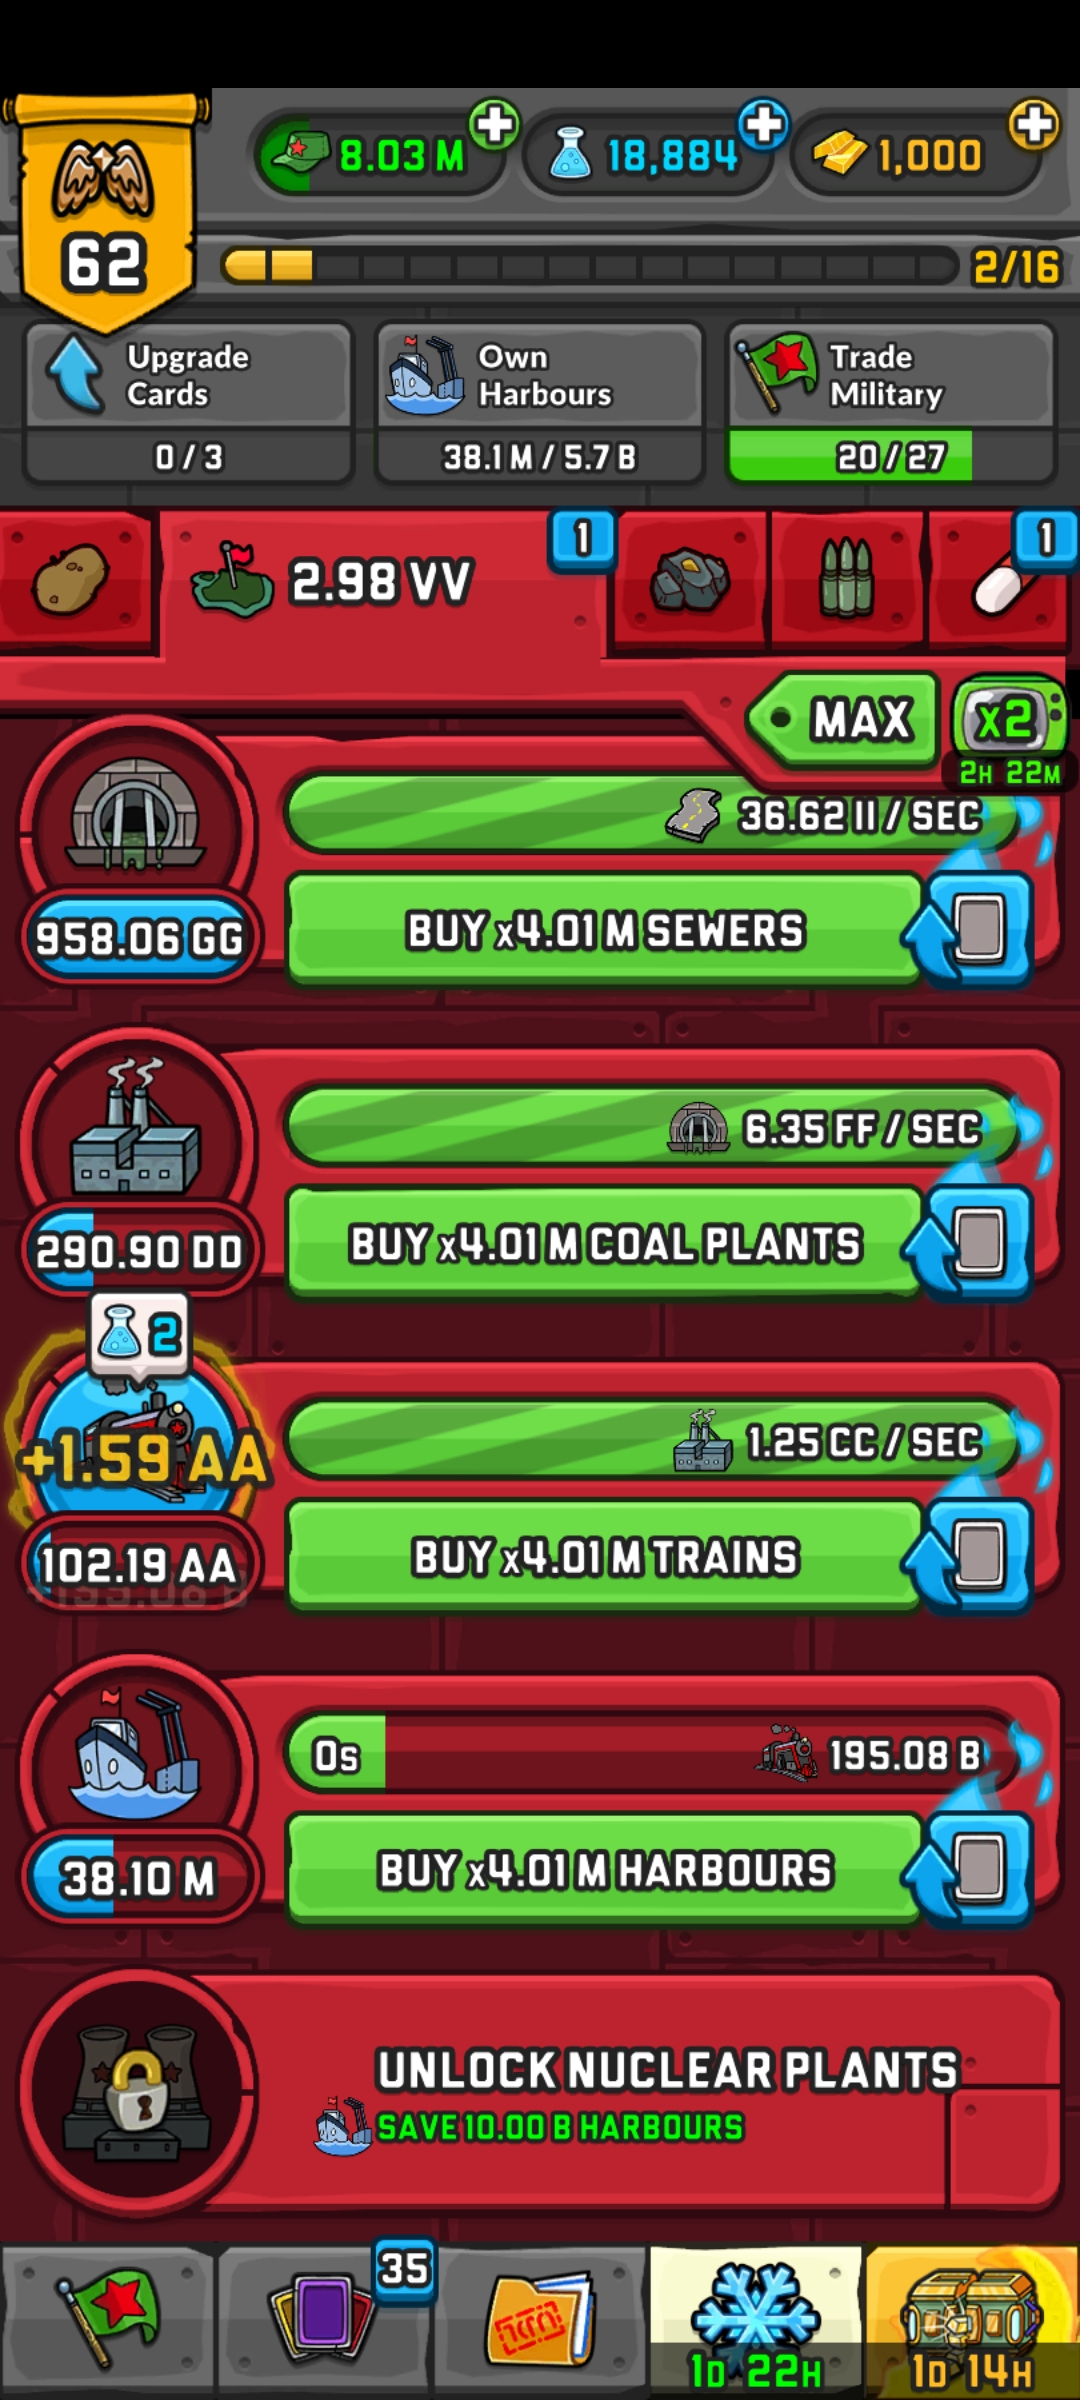 8.03 M
18,884
1,000
62
2/16
Upgrade
Cards
0 / 3
Own
Harbours
38.1 M / 5.7 B
Trade
Military
20 / 27
2.98 VV
1
1
MAX
x2
2H 22M
36.62 II / SEC
958.06 GG
BUY x4.01 M SEWERS
6.35 FF / SEC
290.90 DD
BUY x4.01 M COAL PLANTS
2
+1.59 AA
1.25 CC / SEC
102.19 AA
BUY x4.01 M TRAINS
0s
195.08 B
38.10 M
BUY x4.01 M HARBOURS
UNLOCK NUCLEAR PLANTS
SAVE 10.00 B HARBOURS
35
1D 22H
1D 14H